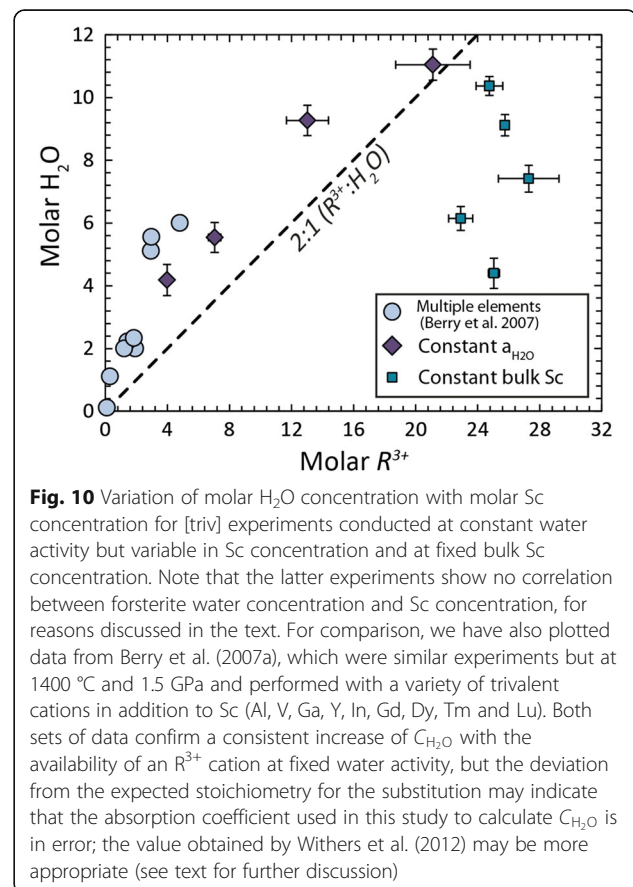 12
10
8
6
4
2
0
Molar H₂O
2:1 (R³⁺:H₂O)
Multiple elements
(Berry et al. 2007)
Constant a_H2O
Constant bulk Sc
0 4 8 12 16 20 24 28 32
Molar R³⁺
Fig. 10 Variation of molar H₂O concentration with molar Sc
concentration for [triv] experiments conducted at constant water
activity but variable in Sc concentration and at fixed bulk Sc
concentration. Note that the latter experiments show no correlation
between forsterite water concentration and Sc concentration, for
reasons discussed in the text. For comparison, we have also plotted
data from Berry et al. (2007a), which were similar experiments but at
1400 °C and 1.5 GPa and performed with a variety of trivalent
cations in addition to Sc (Al, V, Ga, Y, In, Gd, Dy, Tm and Lu). Both
sets of data confirm a consistent increase of C_H₂O with the
availability of an R³⁺ cation at fixed water activity, but the deviation
from the expected stoichiometry for the substitution may indicate
that the absorption coefficient used in this study to calculate C_H₂O is
in error; the value obtained by Withers et al. (2012) may be more
appropriate (see text for further discussion)